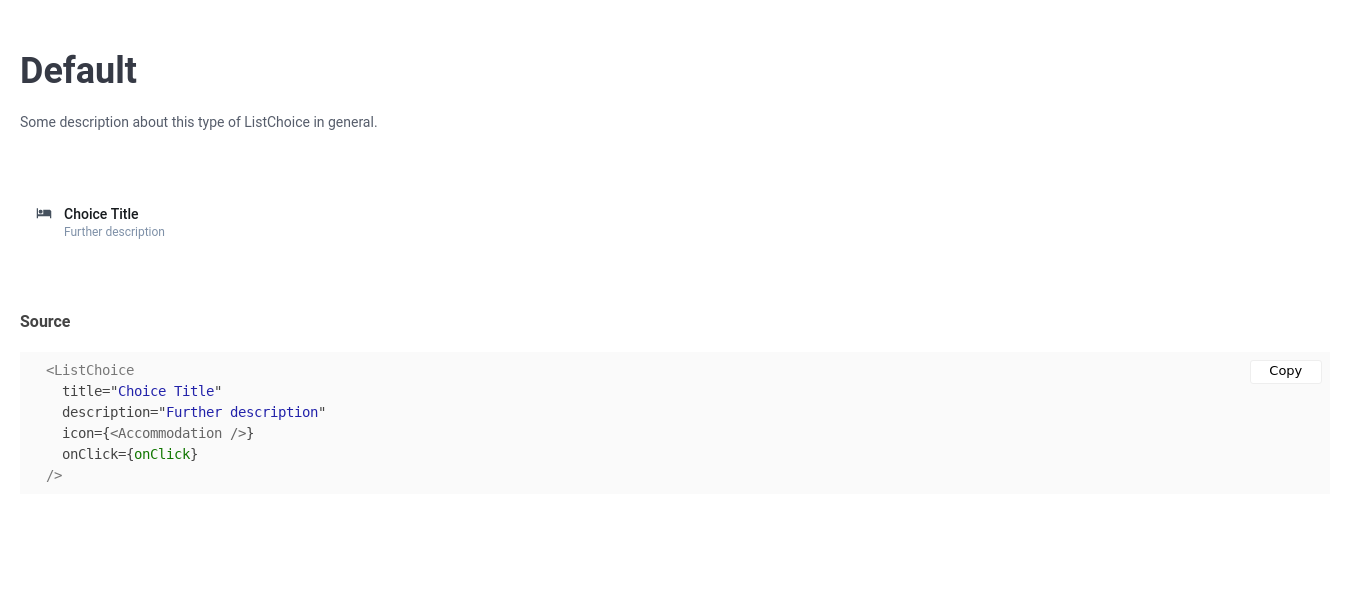 Default
Some description about this type of ListChoice in general.
Choice Title
Further description
Source
<ListChoice
Copy
title="Choice Title"
description="Further description"
icon={<Accommodation />}
onClick={onClick}
/>